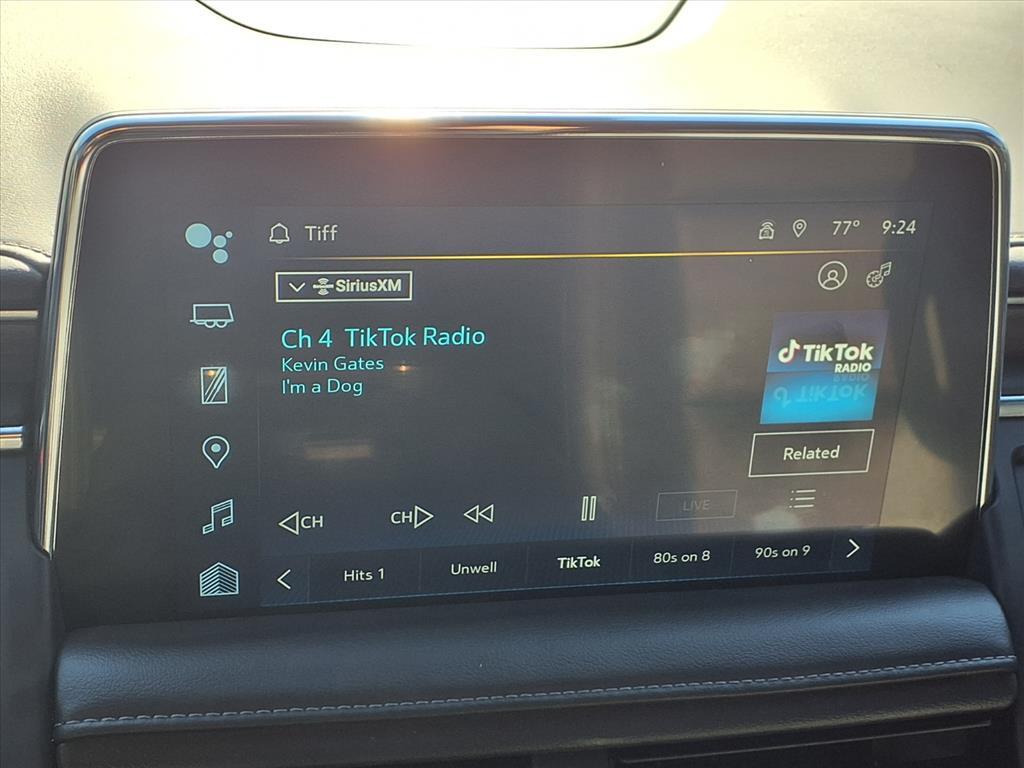 Tiff
77° 9:24
SiriusXM
Ch 4 TikTok Radio
Kevin Gates
I'm a Dog
TikTok
RADIO
Related
CH
CH
LIVE
Hits 1
Unwell
TikTok
80s on 8
90s on 9